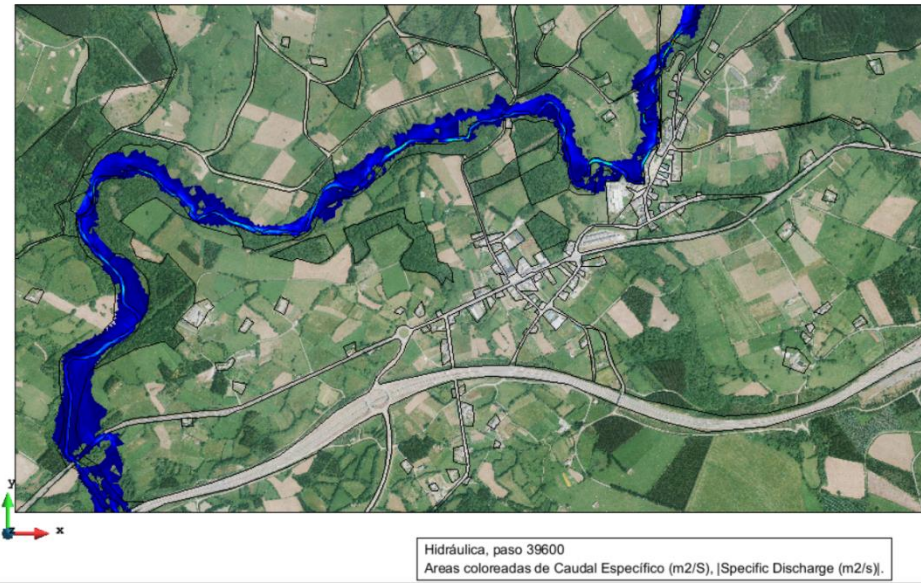 y
x
Hidráulica, paso 39600
Areas coloreadas de Caudal Específico (m2/S), |Specific Discharge (m2/s)|.